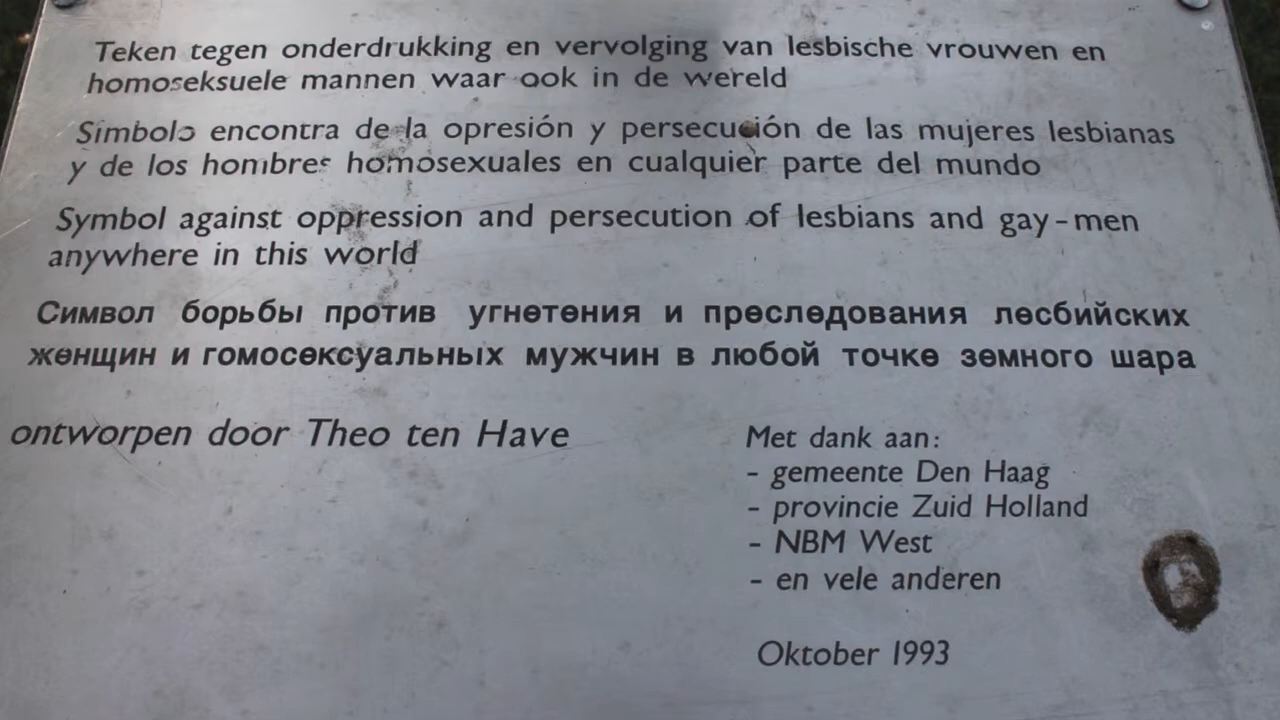 Teken tegen onderdrukking en vervolging van lesbische vrouwen en
homoseksuele mannen waar ook in de wereld
Simbolo encontra de la opresión y persecución de las mujeres lesbianas
y de los hombres homosexuales en cualquier parte del mundo
Symbol against oppression and persecution of lesbians and gay-men
anywhere in this world
Символ борьбы против угнетения и преследования лесбийских
женщин и гомосексуальных мужчин в любой точке земного шара
ontworpen door Theo ten Have
Met dank aan:
- gemeente Den Haag
- provincie Zuid Holland
- NBM West
- en vele anderen
Oktober 1993